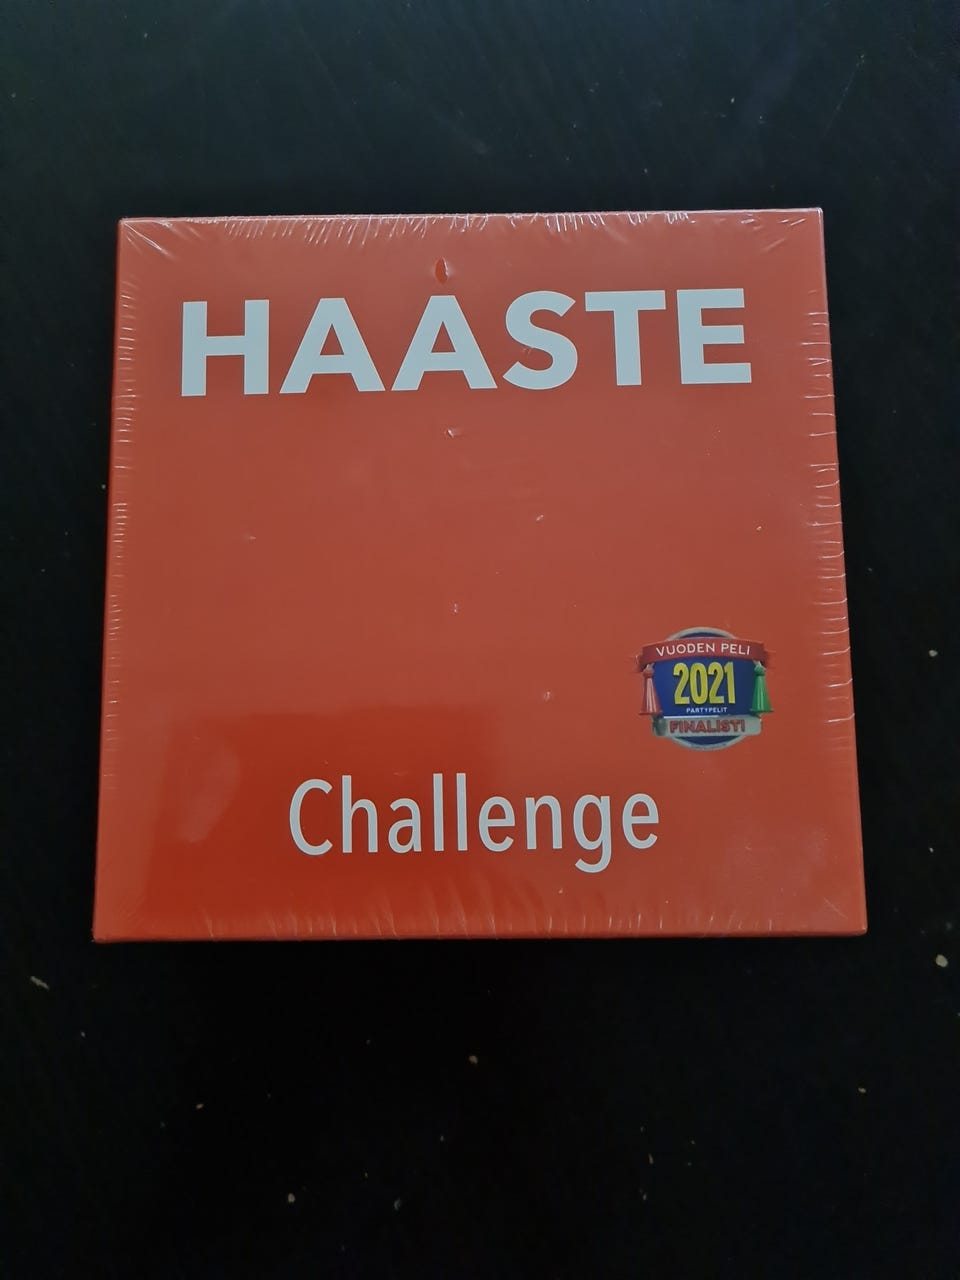 HAASTE
VUODEN PELI
2021
PARTYPELIT
FINALISTI
Challenge